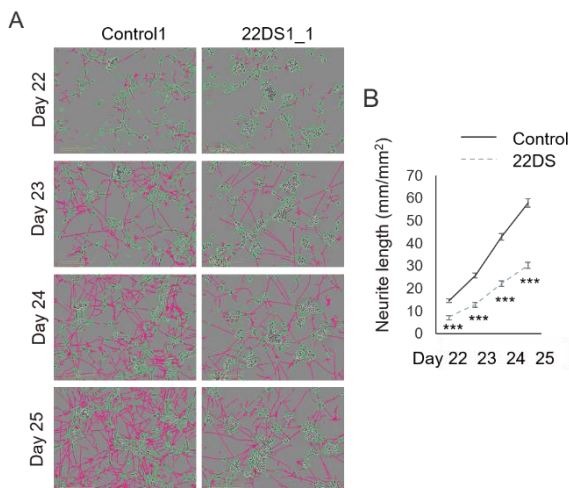 A
Control1
22DS1_1
Day 22
Day 23
Day 24
Day 25
B
Control
22DS
Neurite length (mm/mm²)
70
60
50
40
30
20
10
0
***
***
***
***
Day 22 23 24 25